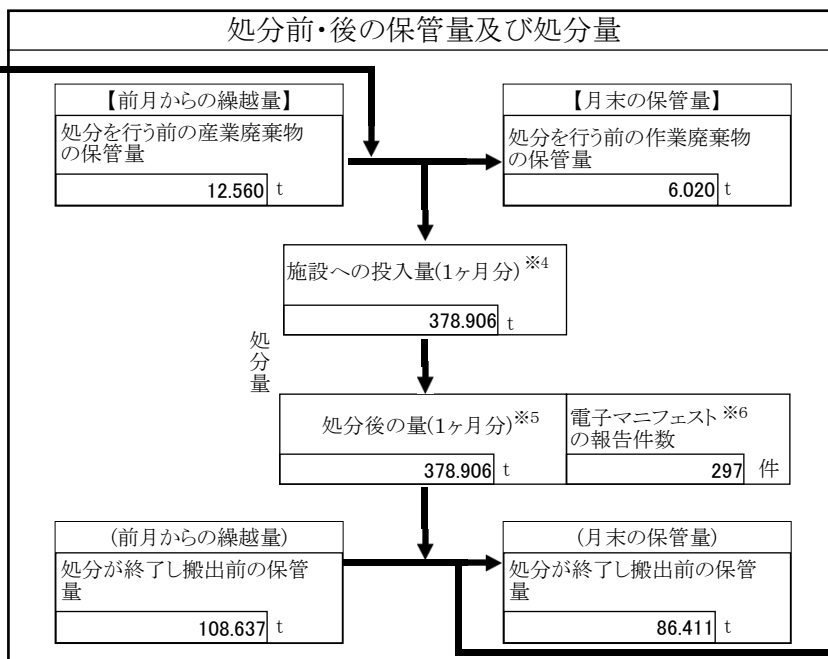 処分前・後の保管量及び処分量
【前月からの繰越量】
処分を行う前の産業廃棄物
の保管量
12.560 t
【月末の保管量】
処分を行う前の作業廃棄物
の保管量
6.020 t
施設への投入量(1ヶ月分)※4
378.906 t
処分量
処分後の量(1ヶ月分)※5
378.906 t
電子マニフェスト※6
の報告件数
297 件
(前月からの繰越量)
処分が終了し搬出前の保管
量
108.637 t
(月末の保管量)
処分が終了し搬出前の保管
量
86.411 t